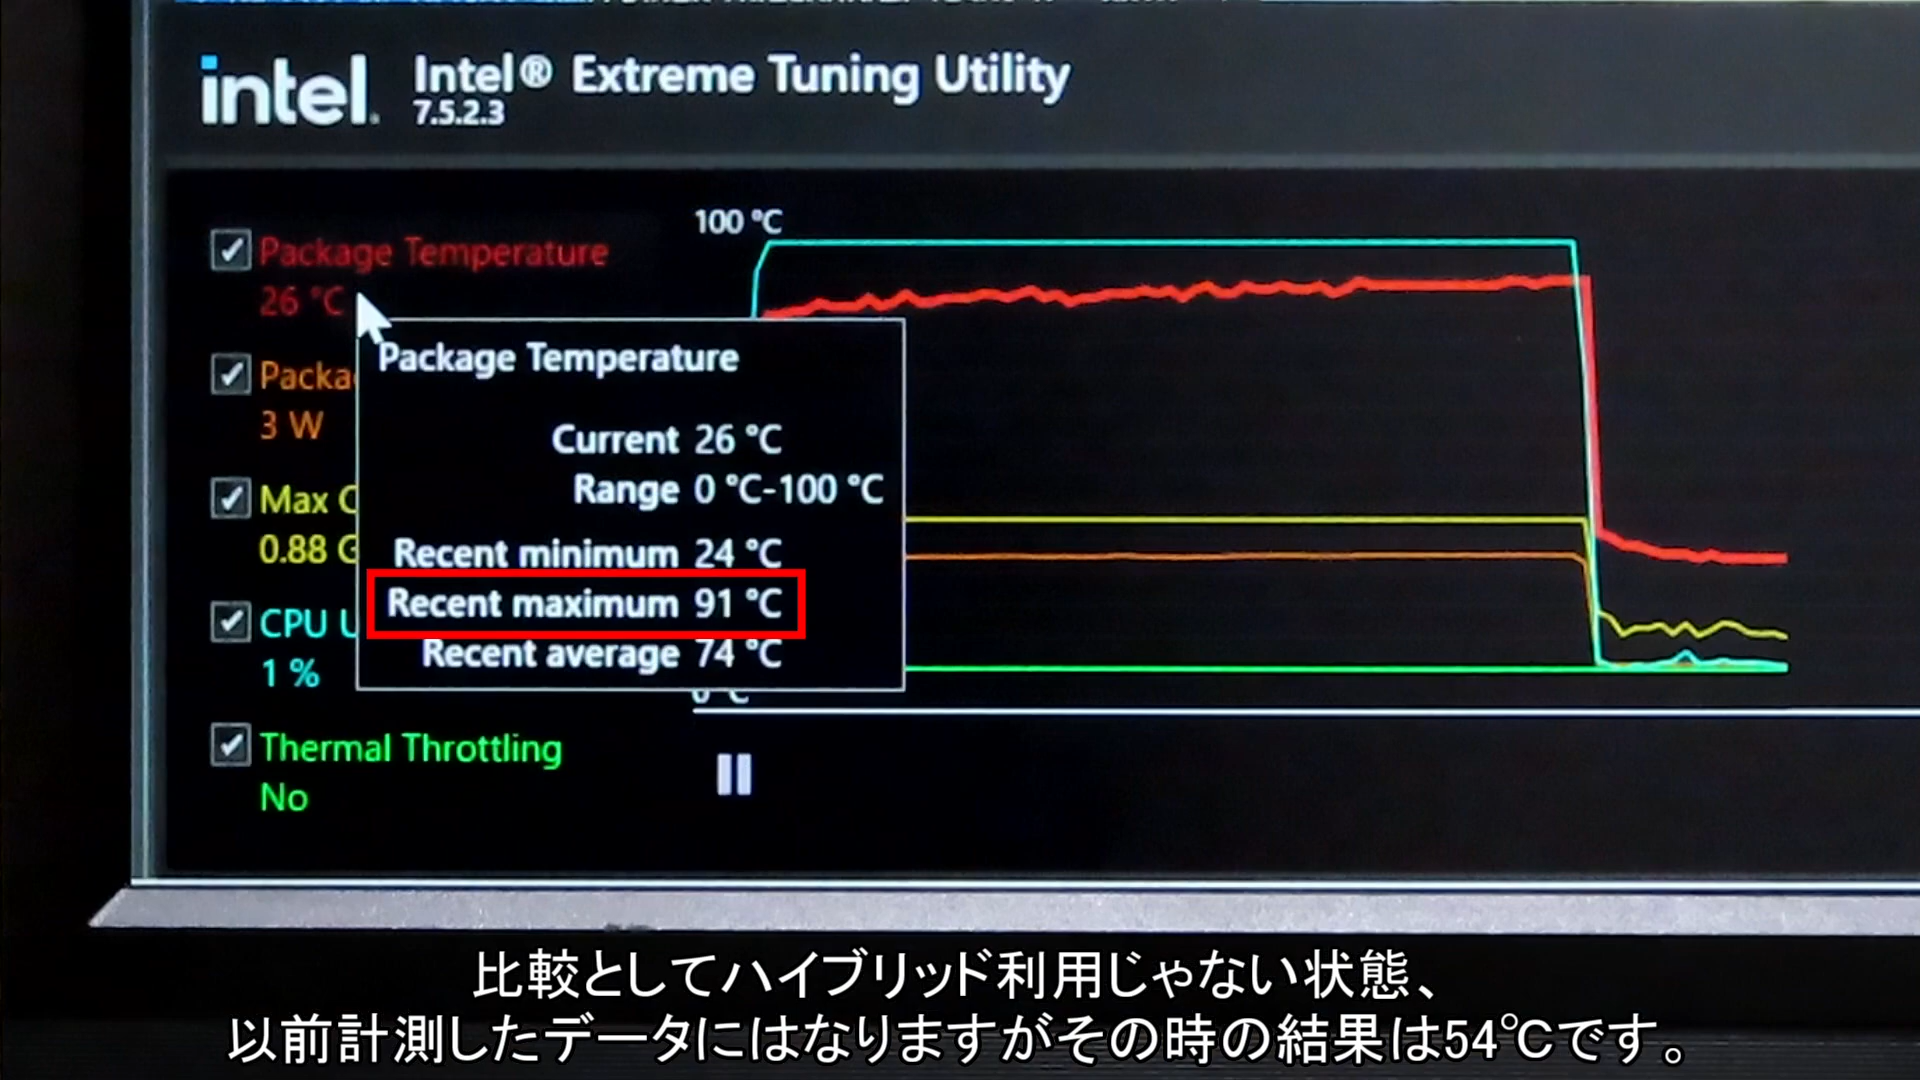 intel.
Intel® Extreme Tuning Utility
7.5.2.3
Package Temperature
26 °C
3 W
Max C
0.88 G
CPU U
1 %
Thermal Throttling
No
100 °C
Package Temperature
Current 26 °C
Range 0 °C-100 °C
Recent minimum 24 °C
Recent maximum 91 °C
Recent average 74 °C
比較としてハイブリッド利用じゃない状態、
以前計測したデータにはなりますがその時の結果は54℃です。